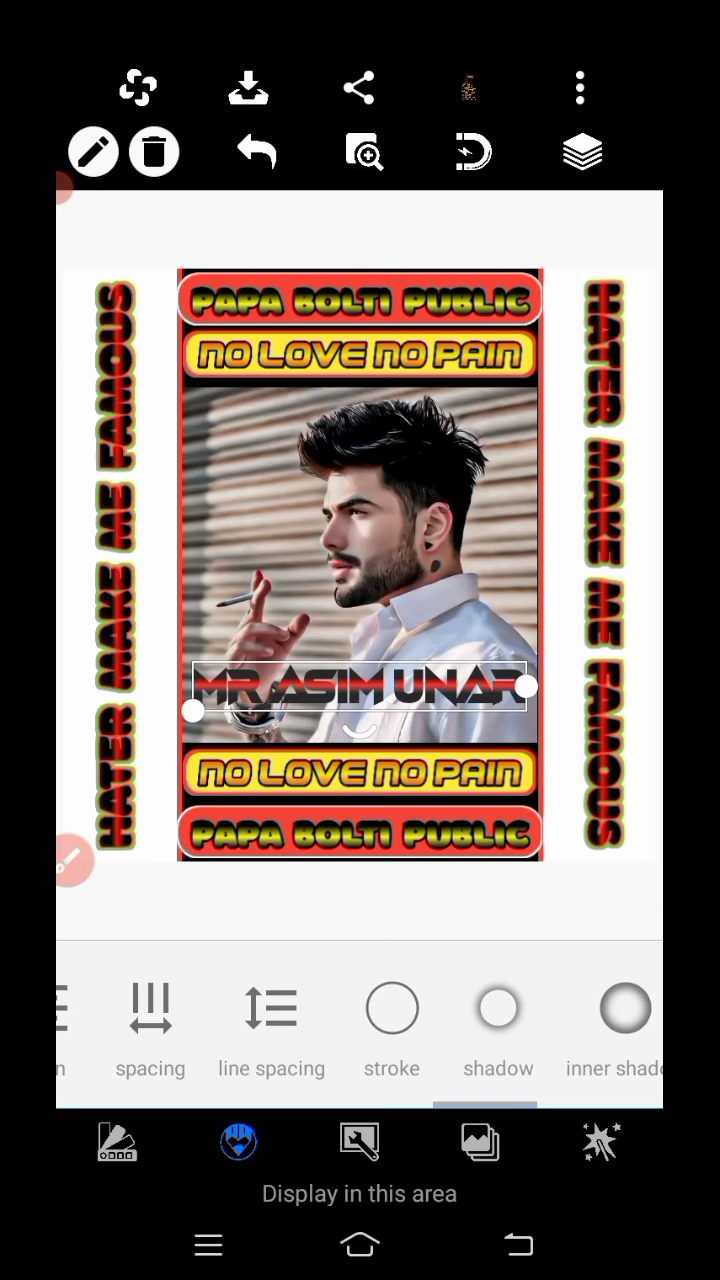 PAPA BOLTI PUBLIC
NO LOVE NO PAIN
HATER MAKE ME FAMOUS
HATER MAKE ME FAMOUS
MR ASIM UNAR
NO LOVE NO PAIN
PAPA BOLTI PUBLIC
n
spacing
line spacing
stroke
shadow
inner shado
Display in this area